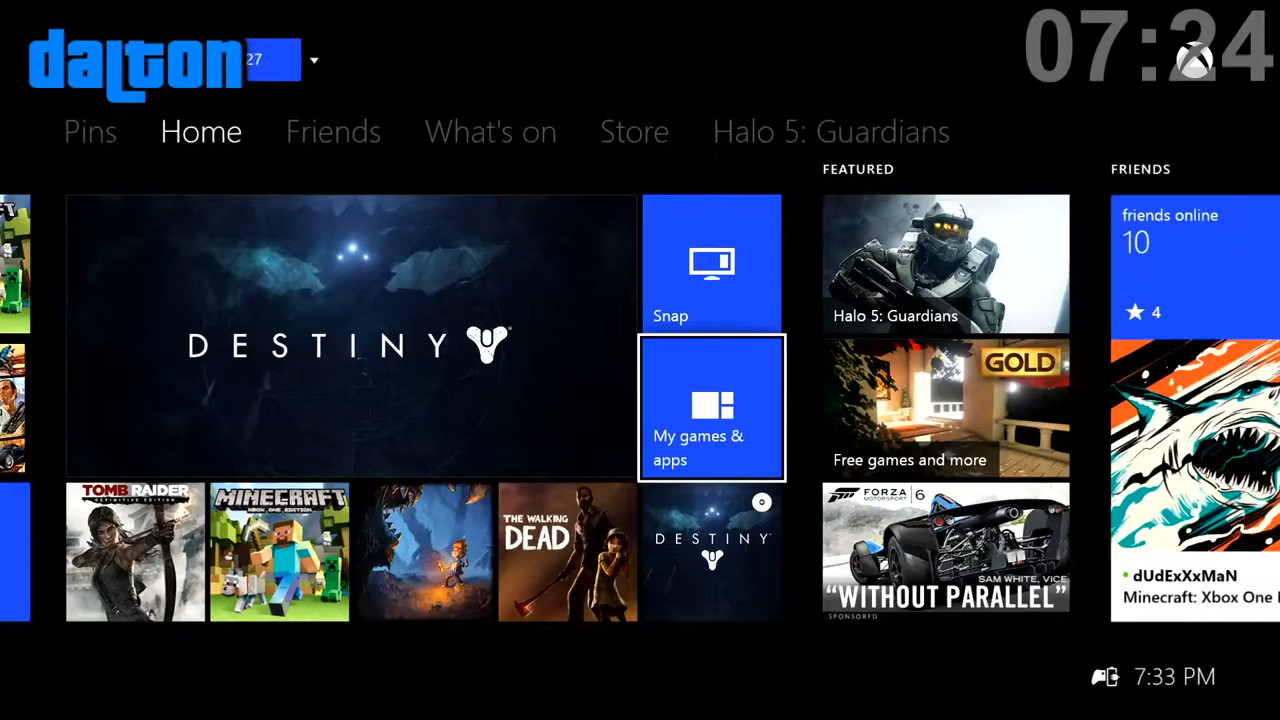 dalton
27
07:24
Pins Home Friends What's on Store Halo 5: Guardians
FEATURED
FRIENDS
DESTINY
Snap
My games &
apps
Halo 5: Guardians
GOLD
Free games and more
friends online
10
4
TOMB RAIDER
DEFINITIVE EDITION
MINECRAFT
XBOX ONE EDITION
THE WALKING
DEAD
DESTINY
FORZA
MOTORSPORT 6
SAM WHITE, VICE
“WITHOUT PARALLEL”
SPONSORED
dUdExXxMaN
Minecraft: Xbox One
7:33 PM